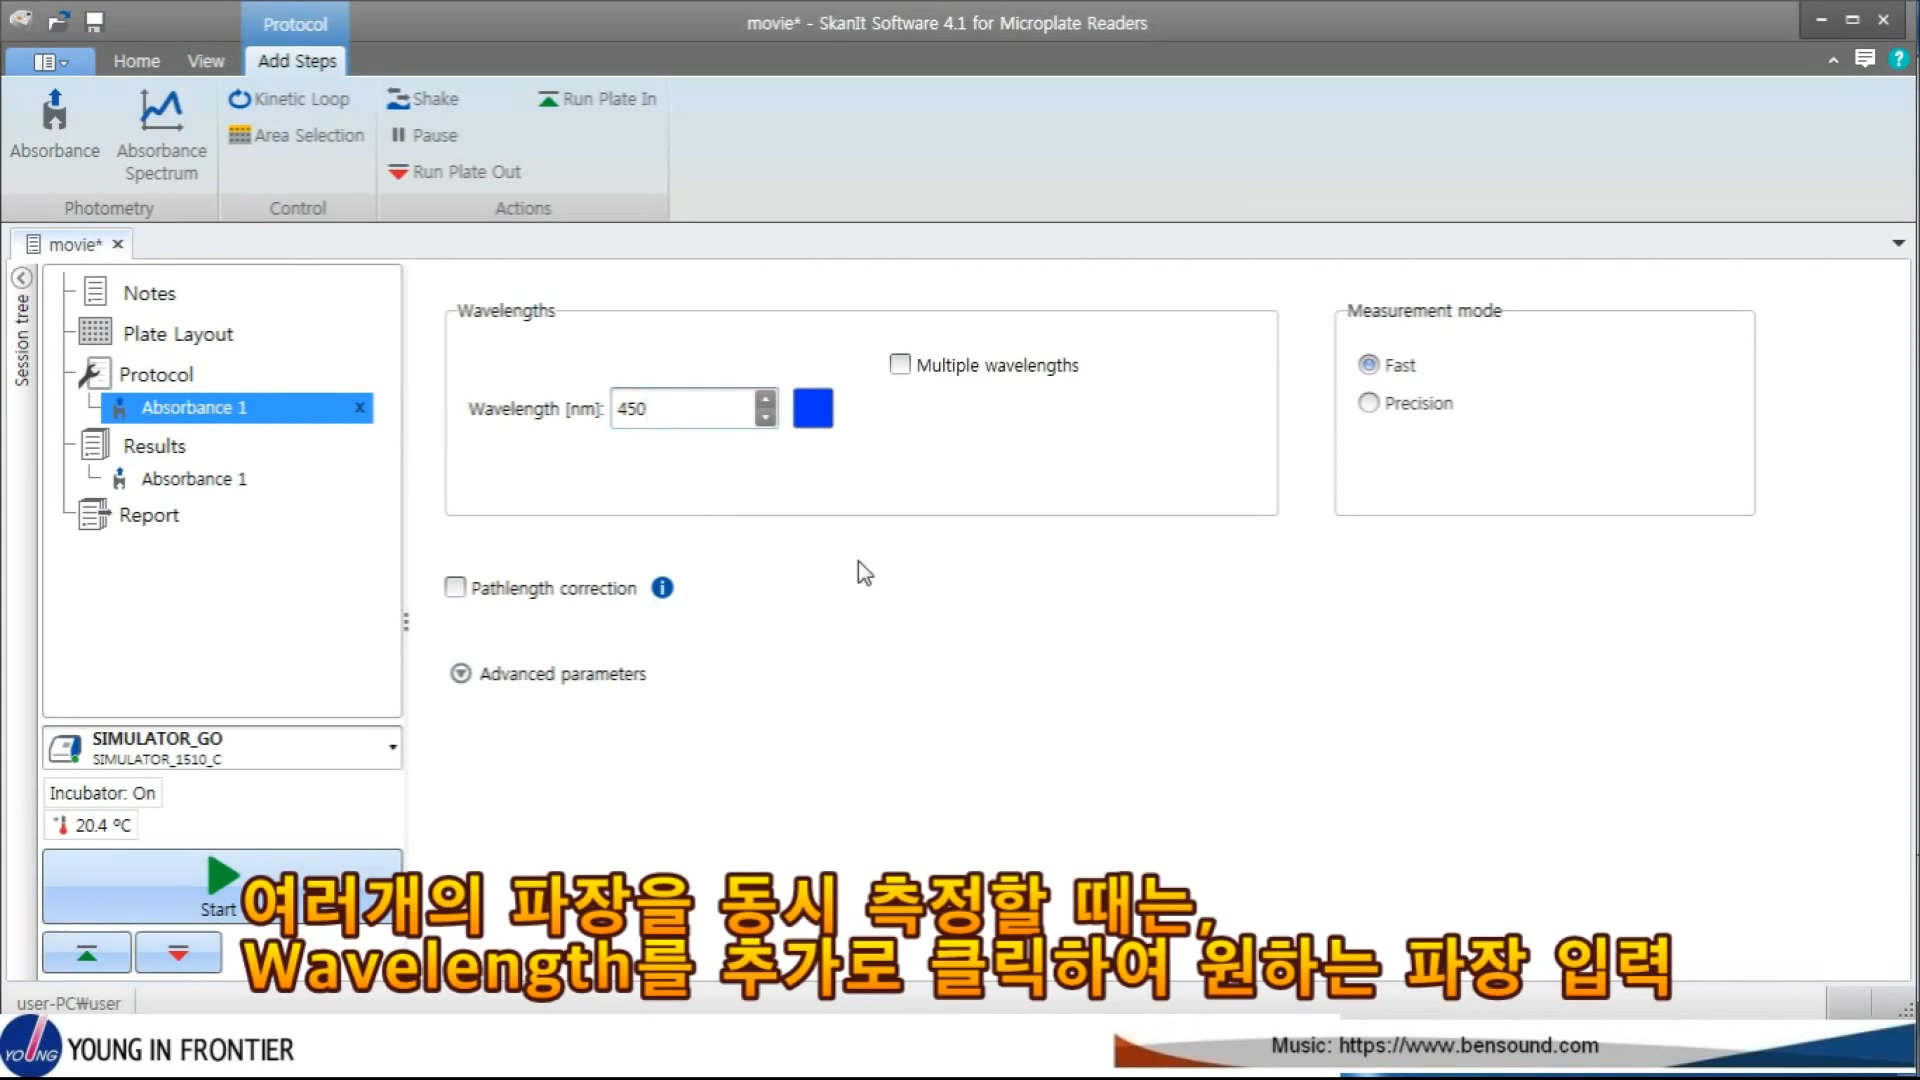 Protocol
movie* - SkanIt Software 4.1 for Microplate Readers
Home
View
Add Steps
Absorbance
Absorbance Spectrum
Photometry
Kinetic Loop
Area Selection
Control
Shake
Pause
Run Plate Out
Run Plate In
Actions
movie*
Session tree
Notes
Plate Layout
Protocol
Absorbance 1
x
Results
Absorbance 1
Report
Wavelengths
Multiple wavelengths
Wavelength [nm]: 450
Measurement mode
Fast
Precision
Pathlength correction
Advanced parameters
SIMULATOR_GO
SIMULATOR_1510_C
Incubator: On
20.4 ºC
Start
여러개의 파장을 동시 측정할 때는,
Wavelength를 추가로 클릭하여 원하는 파장 입력
user-PC₩user
YOUNG
YOUNG IN FRONTIER
Music: https://www.bensound.com